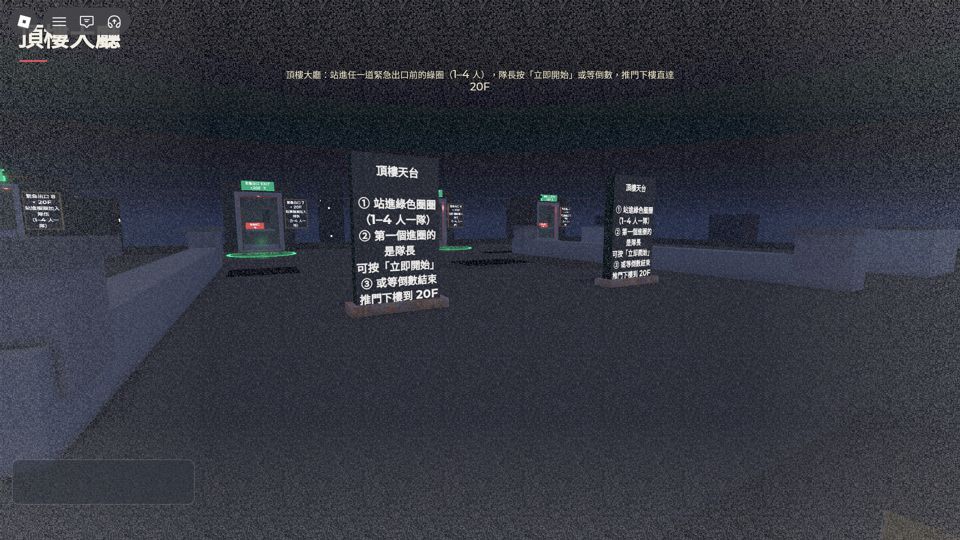 頂樓大廳
頂樓大廳：站進任一道緊急出口前的綠圈（1–4 人），隊長按「立即開始」或等倒數，推門下樓直達
20F
頂樓天台
① 站進綠色圈圈
（1–4 人一隊）
② 第一個進圈的
是隊長
可按「立即開始」
③ 或等倒數結束
推門下樓到 20F
頂樓天台
① 站進綠色圈圈
（1–4 人一隊）
② 第一個進圈的
是隊長
可按「立即開始」
③ 或等倒數結束
推門下樓到 20F